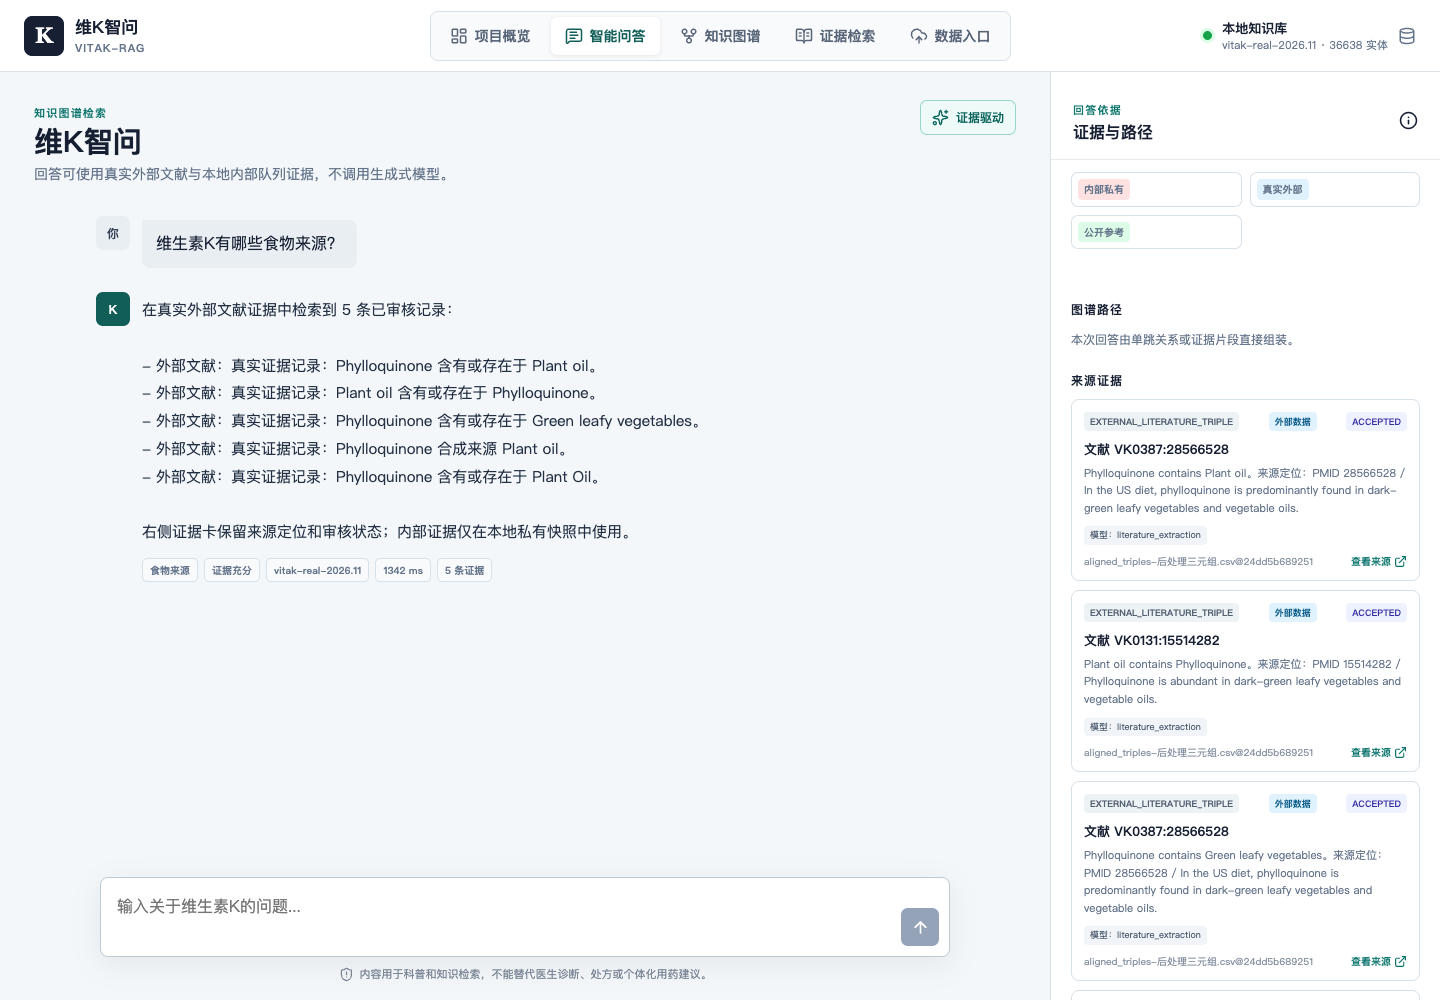 K
维K智问
VITAK-RAG
项目概览
智能问答
知识图谱
证据检索
数据入口
本地知识库
vitak-real-2026.11 · 36638 实体
知识图谱检索
维K智问
回答可使用真实外部文献与本地内部队列证据，不调用生成式模型。
证据驱动
你
维生素K有哪些食物来源？
K
在真实外部文献证据中检索到 5 条已审核记录：
- 外部文献：真实证据记录：Phylloquinone 含有或存在于 Plant oil。
- 外部文献：真实证据记录：Plant oil 含有或存在于 Phylloquinone。
- 外部文献：真实证据记录：Phylloquinone 含有或存在于 Green leafy vegetables。
- 外部文献：真实证据记录：Phylloquinone 合成来源 Plant oil。
- 外部文献：真实证据记录：Phylloquinone 含有或存在于 Plant Oil。
右侧证据卡保留来源定位和审核状态；内部证据仅在本地私有快照中使用。
食物来源
证据充分
vitak-real-2026.11
1342 ms
5 条证据
输入关于维生素K的问题...
内容用于科普和知识检索，不能替代医生诊断、处方或个体化用药建议。
回答依据
证据与路径
内部私有
真实外部
公开参考
图谱路径
本次回答由单跳关系或证据片段直接组装。
来源证据
EXTERNAL_LITERATURE_TRIPLE
外部数据
ACCEPTED
文献 VK0387:28566528
Phylloquinone contains Plant oil。来源定位：PMID 28566528 /
In the US diet, phylloquinone is predominantly found in dark-
green leafy vegetables and vegetable oils.
模型：literature_extraction
aligned_triples-后处理三元组.csv@24dd5b689251
查看来源
EXTERNAL_LITERATURE_TRIPLE
外部数据
ACCEPTED
文献 VK0131:15514282
Plant oil contains Phylloquinone。来源定位：PMID 15514282 /
Phylloquinone is abundant in dark-green leafy vegetables and
vegetable oils.
模型：literature_extraction
aligned_triples-后处理三元组.csv@24dd5b689251
查看来源
EXTERNAL_LITERATURE_TRIPLE
外部数据
ACCEPTED
文献 VK0387:28566528
Phylloquinone contains Green leafy vegetables。来源定位：
PMID 28566528 / In the US diet, phylloquinone is
predominantly found in dark-green leafy vegetables and
vegetable oils.
模型：literature_extraction
aligned_triples-后处理三元组.csv@24dd5b689251
查看来源